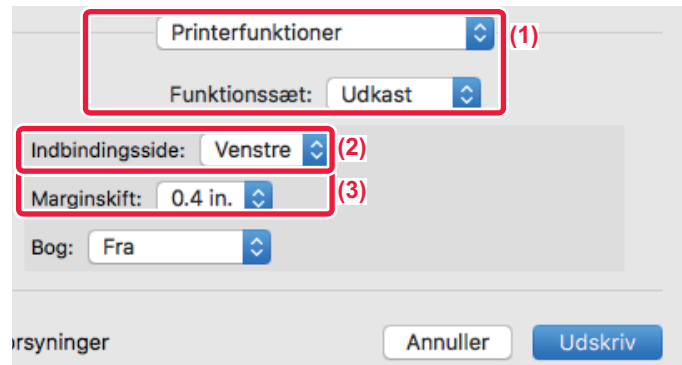 Printerfunktioner (1)
Funktionssæt: Udkast
Indbindingsside: Venstre (2)
Marginskift: 0.4 in. (3)
Bog: Fra
rsyninger Annuller Udskriv